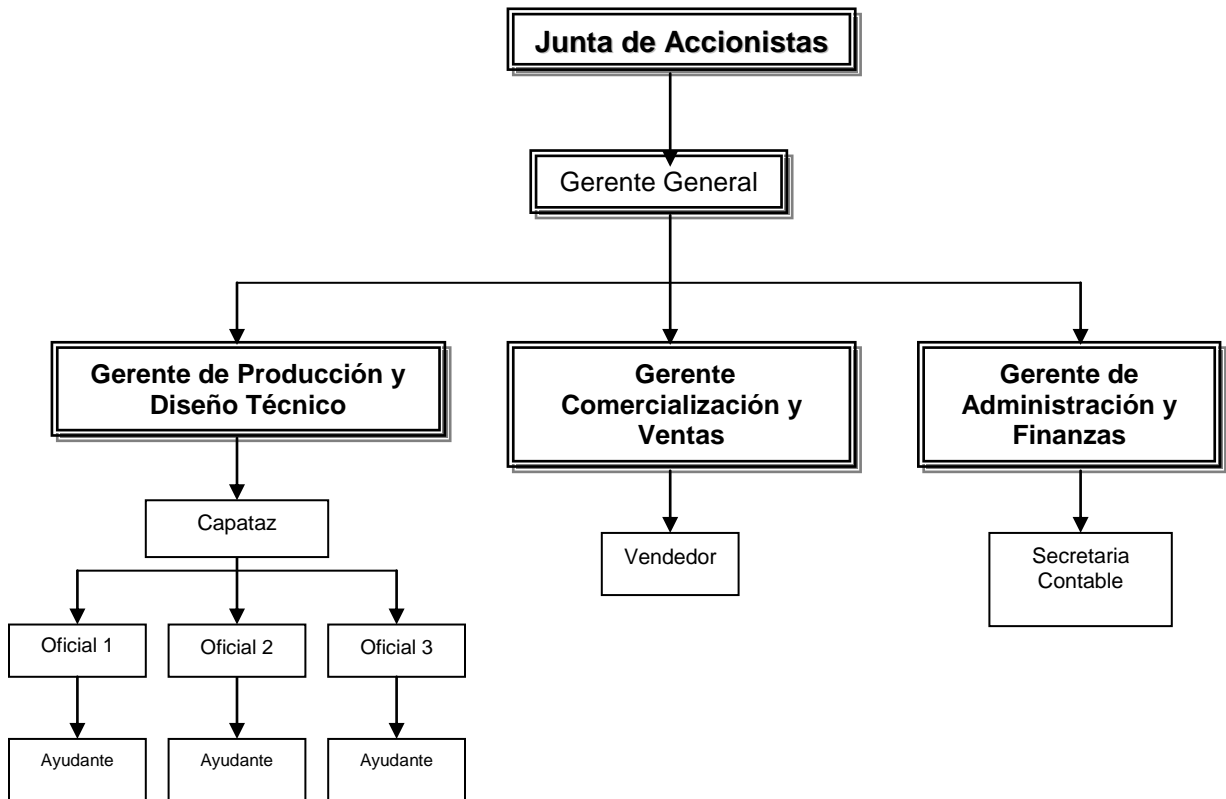 Junta de Accionistas
Gerente General
Gerente de Producción y
Diseño Técnico
Gerente
Comercialización y
Ventas
Gerente de
Administración y
Finanzas
Capataz
Vendedor
Secretaria
Contable
Oficial 1
Oficial 2
Oficial 3
Ayudante
Ayudante
Ayudante